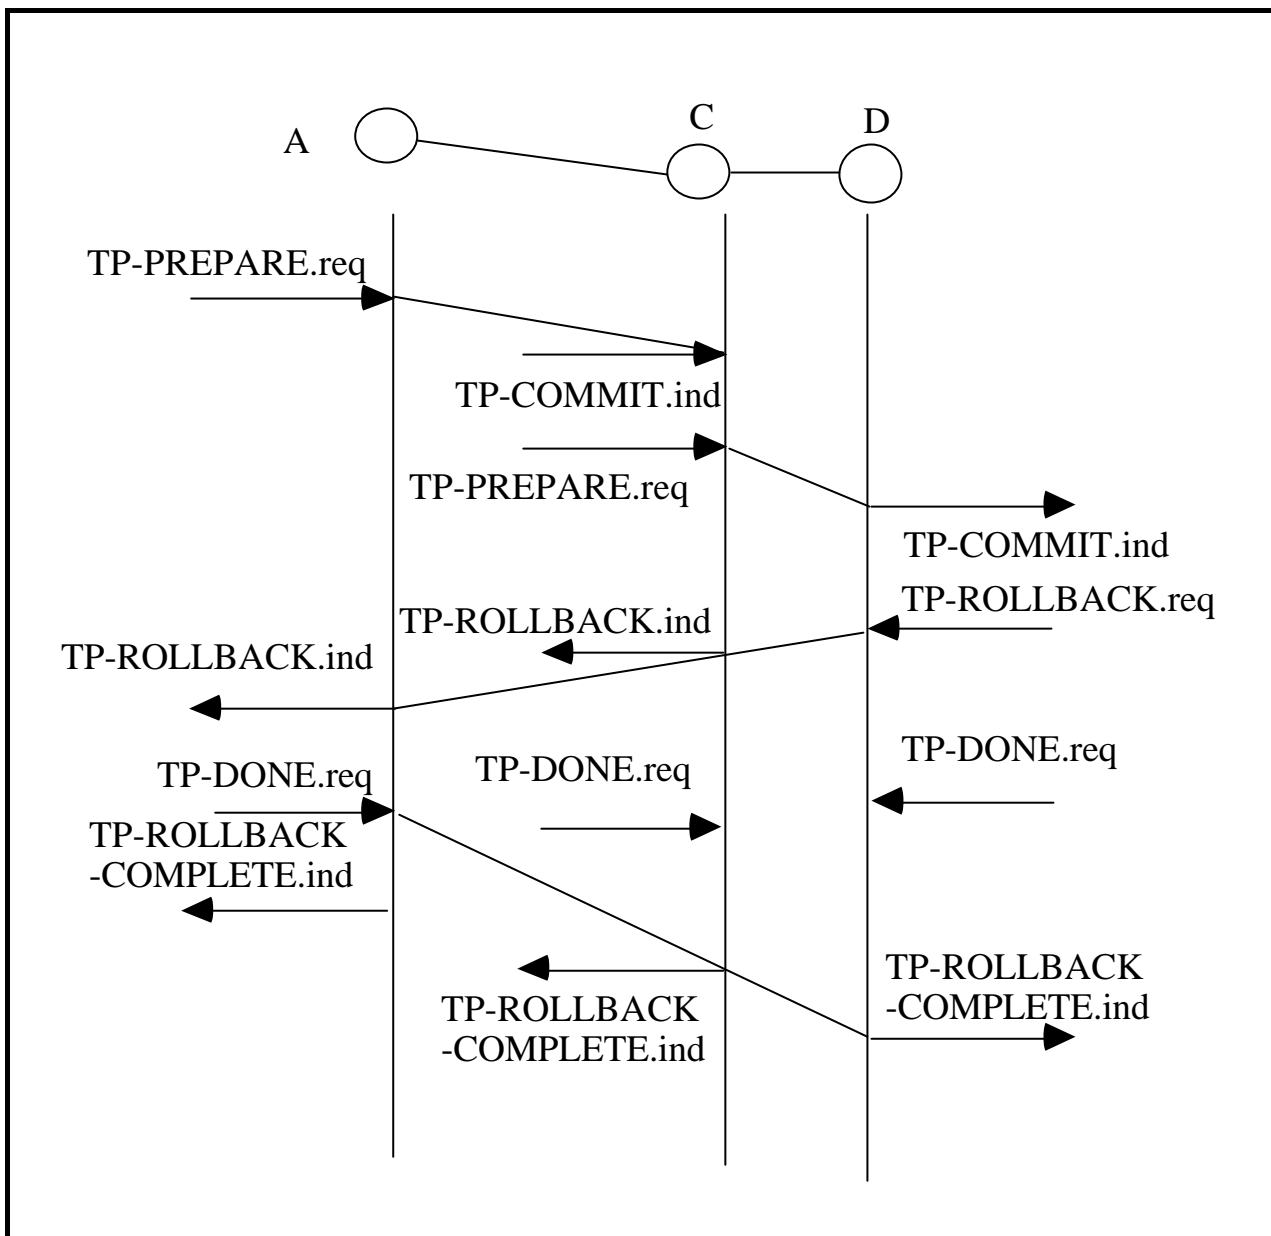 C
D
A
TP-PREPARE.req
TP-COMMIT.ind
TP-PREPARE.req
TP-COMMIT.ind
TP-ROLLBACK.req
TP-ROLLBACK.ind
TP-ROLLBACK.ind
TP-DONE.req
TP-DONE.req
TP-DONE.req
TP-ROLLBACK
-COMPLETE.ind
TP-ROLLBACK
-COMPLETE.ind
TP-ROLLBACK
-COMPLETE.ind